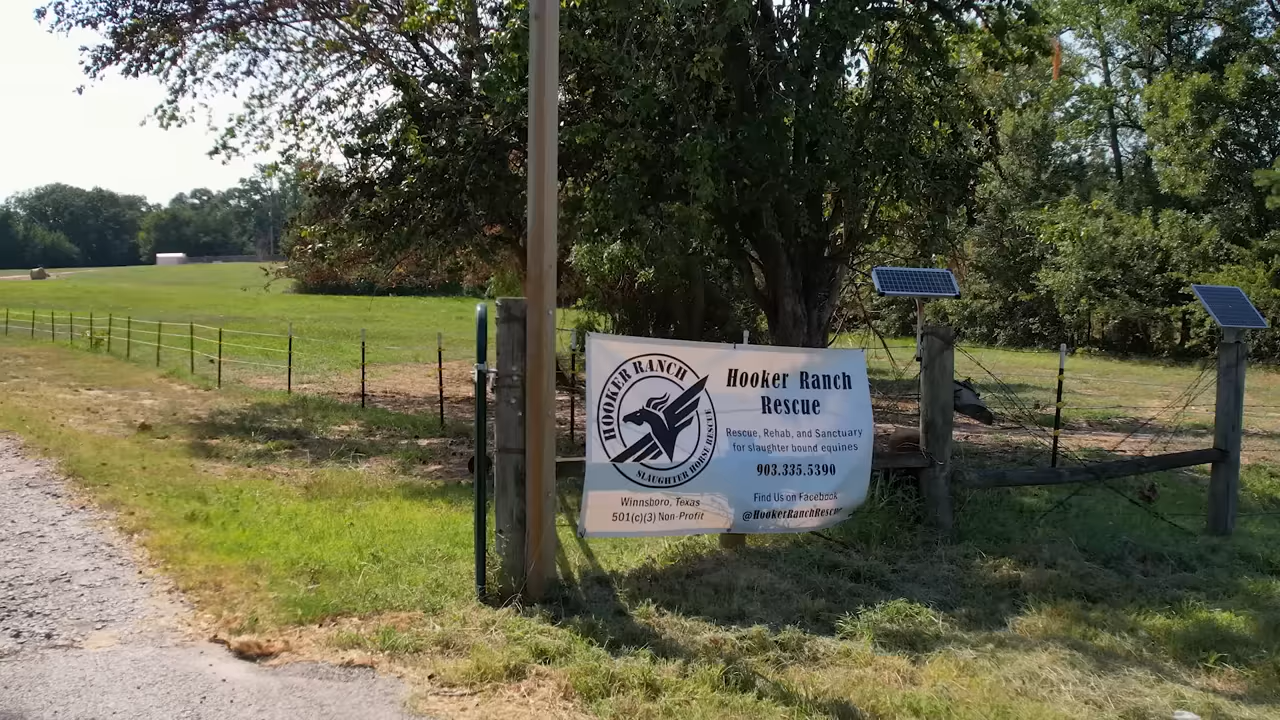 HOOKER RANCH
SLAUGHTER HORSE RESCUE
Winnsboro, Texas
501(c)(3) Non-Profit
Hooker Ranch
Rescue
Rescue, Rehab, and Sanctuary
for slaughter bound equines
903.335.5390
Find Us on Facebook
@HookerRanchRescue